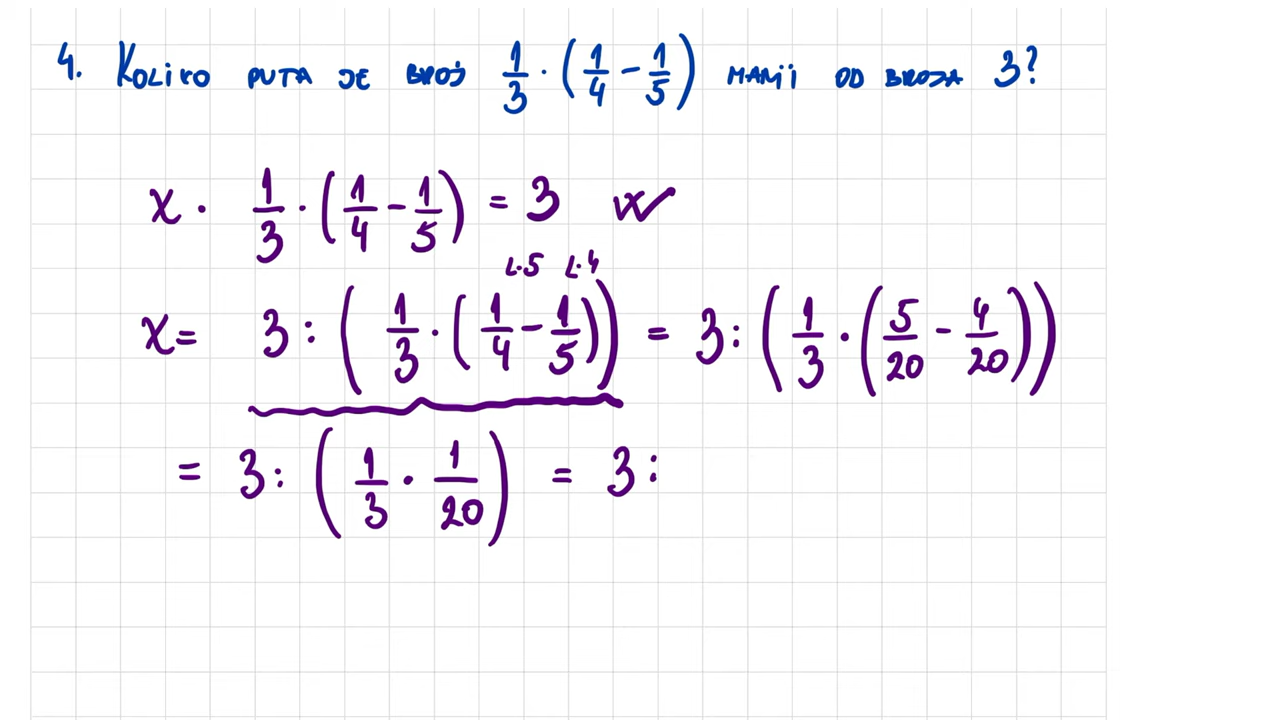 4. KOLIKO PUTA JE BROJ 1/3 · (1/4 − 1/5) MANJI OD BROJA 3?
x · 1/3 · (1/4 − 1/5) = 3
L·5 L·4
x = 3 : (1/3 · (1/4 − 1/5)) = 3 : (1/3 · (5/20 − 4/20))
= 3 : (1/3 · 1/20) = 3 :